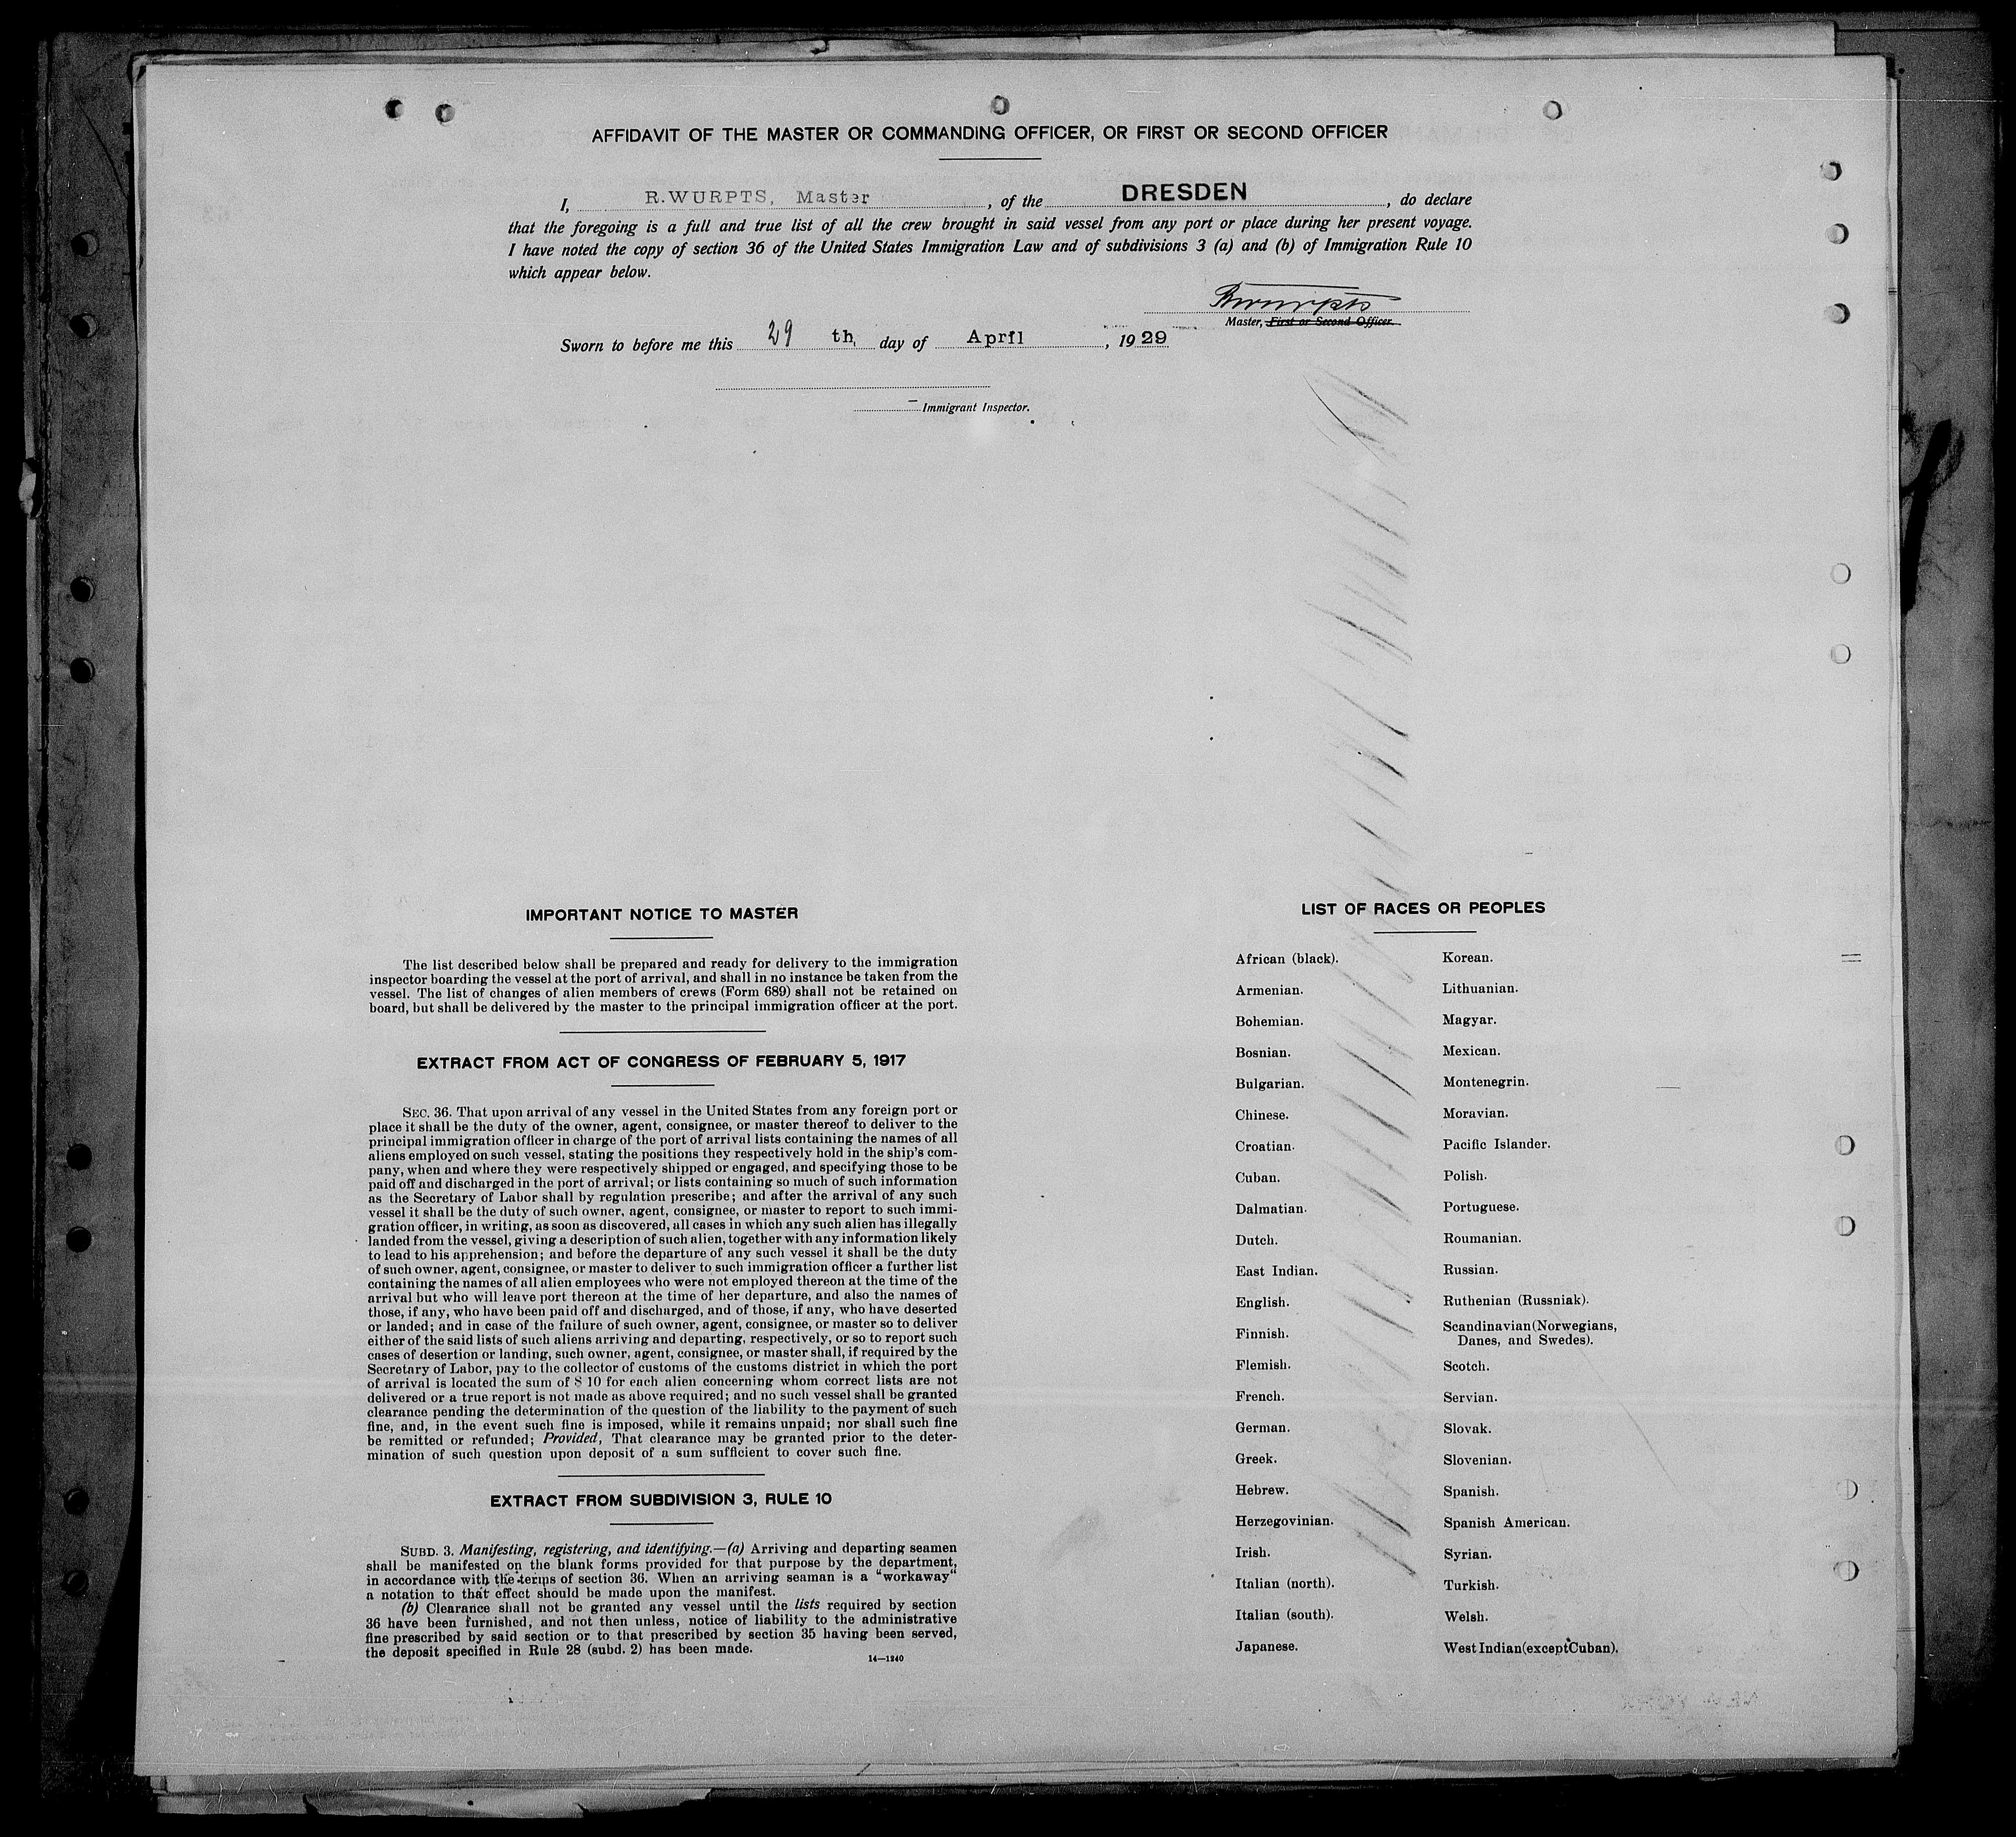 AFFIDAVIT OF THE MASTER OR COMMANDING OFFICER, OR FIRST OR SECOND OFFICER
I, R.WURPTS, Master, of the DRESDEN, do declare
that the foregoing is a full and true list of all the crew brought in said vessel from any port or place during her present voyage.
I have noted the copy of section 36 of the United States Immigration Law and of subdivisions 3 (a) and (b) of Immigration Rule 10
which appear below.
RWurpts
Master, First or Second Officer.
Sworn to before me this 29 th, day of April, 1929
Immigrant Inspector.
IMPORTANT NOTICE TO MASTER
The list described below shall be prepared and ready for delivery to the immigration
inspector boarding the vessel at the port of arrival, and shall in no instance be taken from the
vessel. The list of changes of alien members of crews (Form 689) shall not be retained on
board, but shall be delivered by the master to the principal immigration officer at the port.
EXTRACT FROM ACT OF CONGRESS OF FEBRUARY 5, 1917
SEC. 36. That upon arrival of any vessel in the United States from any foreign port or
place it shall be the duty of the owner, agent, consignee, or master thereof to deliver to the
principal immigration officer in charge of the port of arrival lists containing the names of all
aliens employed on such vessel, stating the positions they respectively hold in the ship's com-
pany, when and where they were respectively shipped or engaged, and specifying those to be
paid off and discharged in the port of arrival; or lists containing so much of such information
as the Secretary of Labor shall by regulation prescribe; and after the arrival of any such
vessel it shall be the duty of such owner, agent, consignee, or master to report to such immi-
gration officer, in writing, as soon as discovered, all cases in which any such alien has illegally
landed from the vessel, giving a description of such alien, together with any information likely
to lead to his apprehension; and before the departure of any such vessel it shall be the duty
of such owner, agent, consignee, or master to deliver to such immigration officer a further list
containing the names of all alien employees who were not employed thereon at the time of the
arrival but who will leave port thereon at the time of her departure, and also the names of
those, if any, who have been paid off and discharged, and of those, if any, who have deserted
or landed; and in case of the failure of such owner, agent, consignee, or master so to deliver
either of the said lists of such aliens arriving and departing, respectively, or so to report such
cases of desertion or landing, such owner, agent, consignee, or master shall, if required by the
Secretary of Labor, pay to the collector of customs of the customs district in which the port
of arrival is located the sum of $ 10 for each alien concerning whom correct lists are not
delivered or a true report is not made as above required; and no such vessel shall be granted
clearance pending the determination of the question of the liability to the payment of such
fine, and, in the event such fine is imposed, while it remains unpaid; nor shall such fine
be remitted or refunded; Provided, That clearance may be granted prior to the deter-
mination of such question upon deposit of a sum sufficient to cover such fine.
EXTRACT FROM SUBDIVISION 3, RULE 10
SUBD. 3. Manifesting, registering, and identifying.—(a) Arriving and departing seamen
shall be manifested on the blank forms provided for that purpose by the department,
in accordance with the terms of section 36. When an arriving seaman is a "workaway"
a notation to that effect should be made upon the manifest.
(b) Clearance shall not be granted any vessel until the lists required by section
36 have been furnished, and not then unless, notice of liability to the administrative
fine prescribed by said section or to that prescribed by section 35 having been served,
the deposit specified in Rule 28 (subd. 2) has been made.
14—1240
LIST OF RACES OR PEOPLES
African (black).
Armenian.
Bohemian.
Bosnian.
Bulgarian.
Chinese.
Croatian.
Cuban.
Dalmatian.
Dutch.
East Indian.
English.
Finnish.
Flemish.
French.
German.
Greek.
Hebrew.
Herzegovinian.
Irish.
Italian (north).
Italian (south).
Japanese.
Korean.
Lithuanian.
Magyar.
Mexican.
Montenegrin.
Moravian.
Pacific Islander.
Polish.
Portuguese.
Roumanian.
Russian.
Ruthenian (Russniak).
Scandinavian(Norwegians,
Danes, and Swedes).
Scotch.
Servian.
Slovak.
Slovenian.
Spanish.
Spanish American.
Syrian.
Turkish.
Welsh.
West Indian(except Cuban).